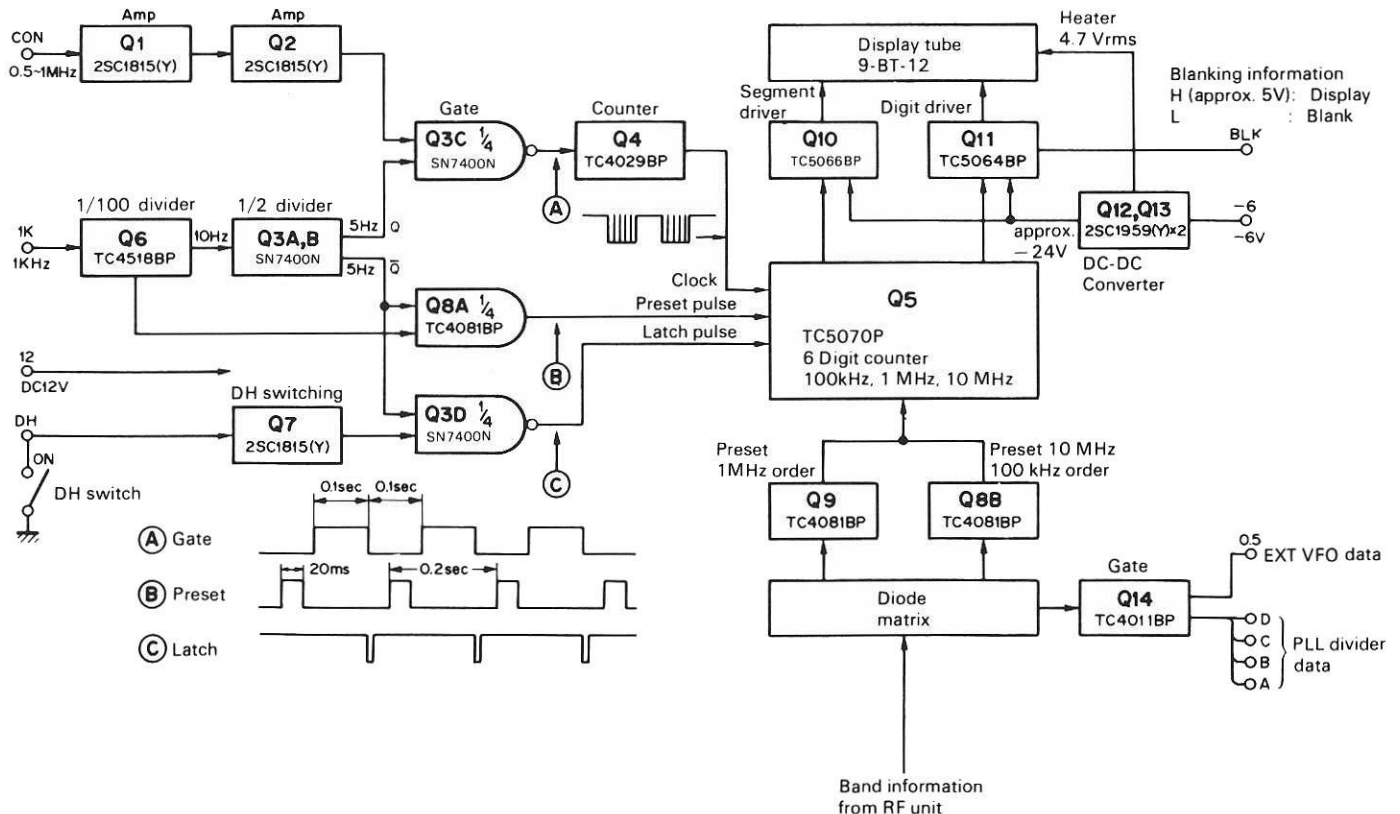 CON
0.5~1MHz
Amp
Q1
2SC1815(Y)
Amp
Q2
2SC1815(Y)
Gate
Q3C 1/4
SN7400N
Counter
Q4
TC4029BP
A
1K
1KHz
1/100 divider
Q6
TC4518BP
10Hz
1/2 divider
Q3A,B
SN7400N
5Hz Q
5Hz Q̅
Q8A 1/4
TC4081BP
B
12
DC12V
DH
ON
DH switch
DH switching
Q7
2SC1815(Y)
Q3D 1/4
SN7400N
C
Clock
Preset pulse
Latch pulse
Display tube
9-BT-12
Heater
4.7 Vrms
Segment
driver
Digit driver
Q10
TC5066BP
Q11
TC5064BP
Blanking information
H (approx. 5V): Display
L : Blank
BLK
Q12,Q13
2SC1959(Y)×2
DC-DC
Converter
approx.
-24V
-6
-6V
Q5
TC5070P
6 Digit counter
100kHz, 1 MHz, 10 MHz
Preset
1MHz order
Preset 10 MHz
100 kHz order
Q9
TC4081BP
Q8B
TC4081BP
Diode
matrix
Gate
Q14
TC4011BP
0.5
EXT VFO data
D
C
B
A
PLL divider
data
Band information
from RF unit
0.1sec 0.1sec
A Gate
20ms 0.2sec
B Preset
C Latch